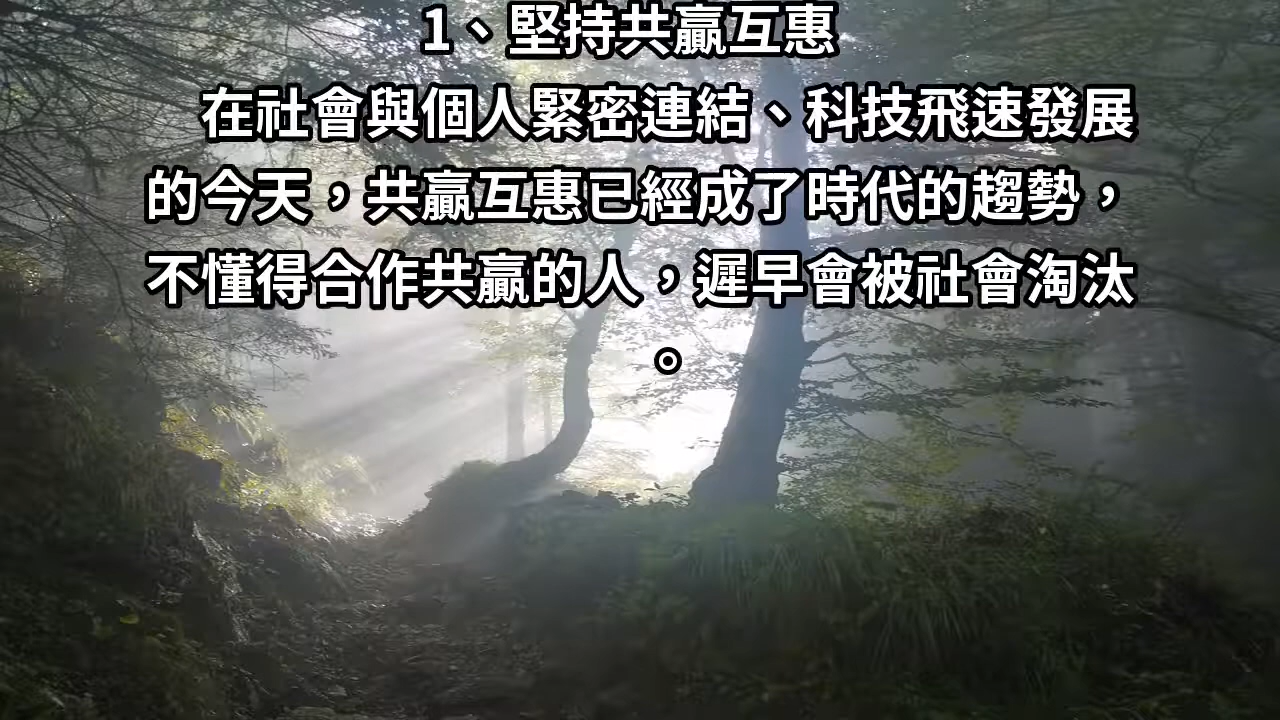 1、堅持共贏互惠
在社會與個人緊密連結、科技飛速發展
的今天，共贏互惠已經成了時代的趨勢，
不懂得合作共贏的人，遲早會被社會淘汰
。